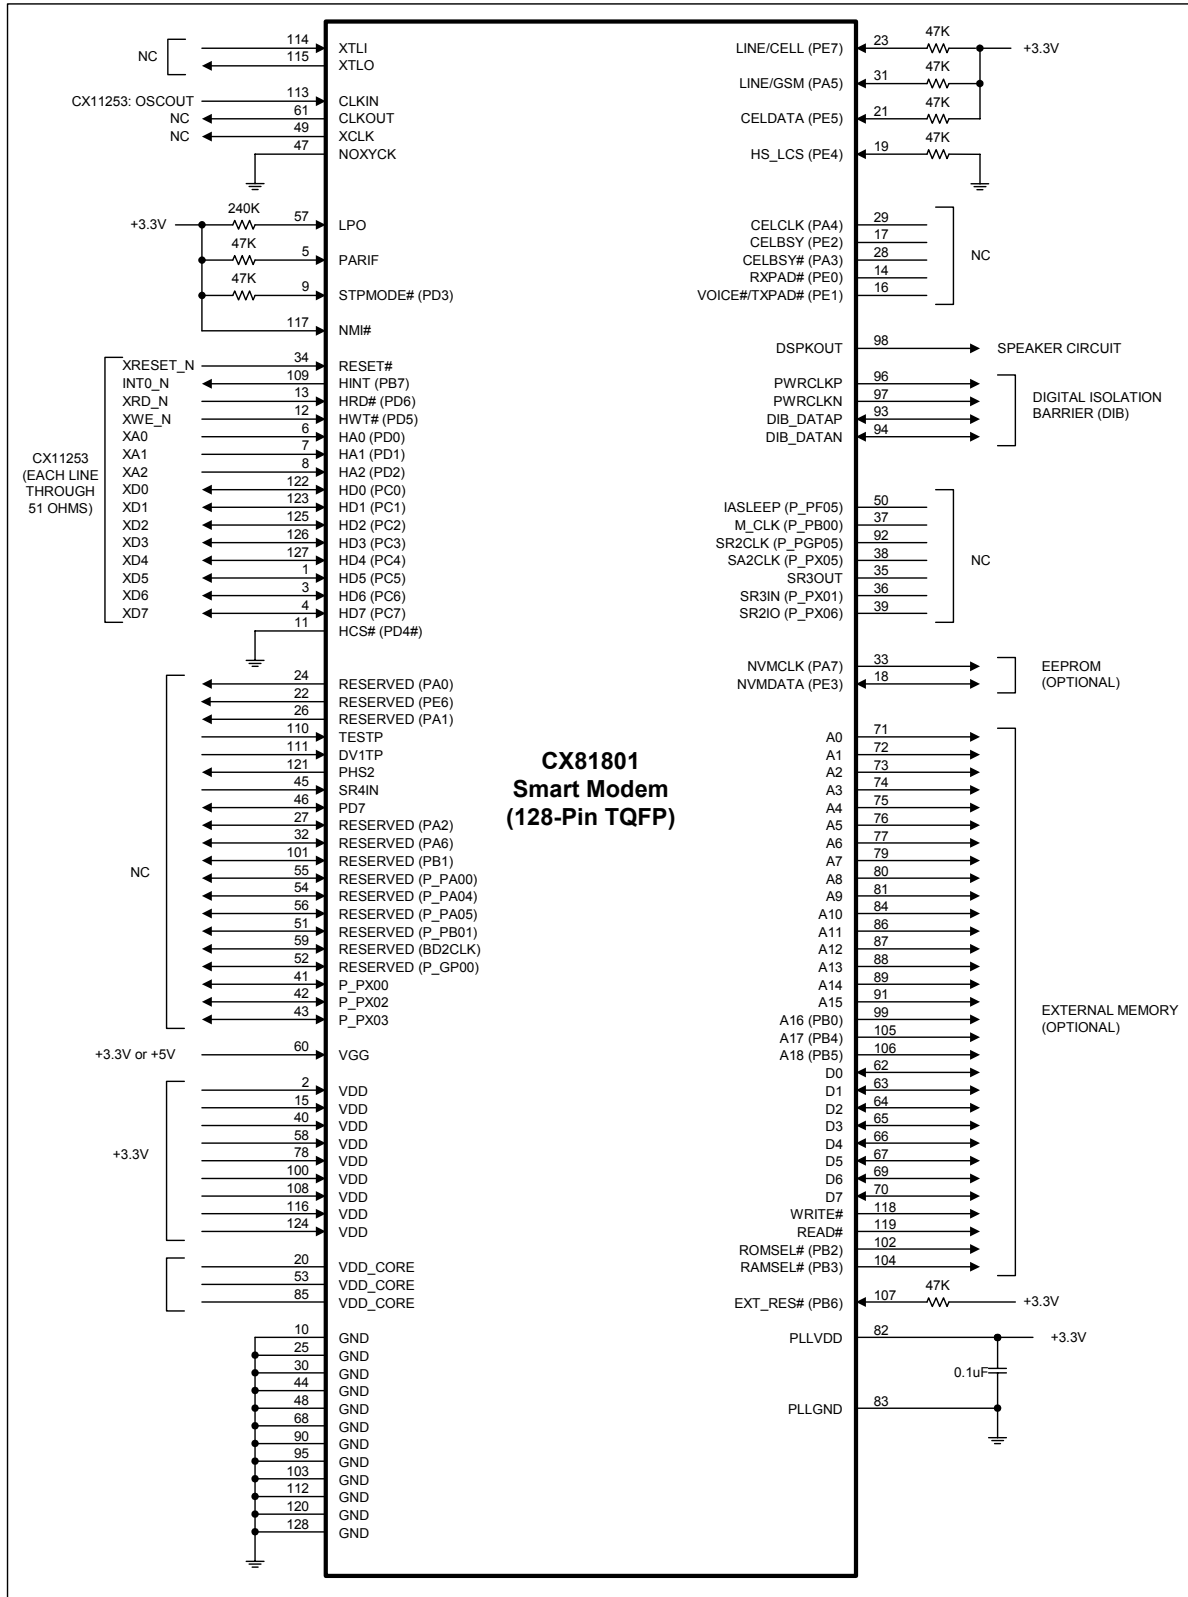 NC
114 XTLI
115 XTLO
CX11253: OSCOUT 113 CLKIN
NC 61 CLKOUT
NC 49 XCLK
47 NOXYCK
+3.3V 240K 57 LPO
47K 5 PARIF
47K 9 STPMODE# (PD3)
117 NMI#
CX11253
(EACH LINE
THROUGH
51 OHMS)
XRESET_N 34 RESET#
INT0_N 109 HINT (PB7)
XRD_N 13 HRD# (PD6)
XWE_N 12 HWT# (PD5)
XA0 6 HA0 (PD0)
XA1 7 HA1 (PD1)
XA2 8 HA2 (PD2)
XD0 122 HD0 (PC0)
XD1 123 HD1 (PC1)
XD2 125 HD2 (PC2)
XD3 126 HD3 (PC3)
XD4 127 HD4 (PC4)
XD5 1 HD5 (PC5)
XD6 3 HD6 (PC6)
XD7 4 HD7 (PC7)
11 HCS# (PD4#)
NC
24 RESERVED (PA0)
22 RESERVED (PE6)
26 RESERVED (PA1)
110 TESTP
111 DV1TP
121 PHS2
45 SR4IN
46 PD7
27 RESERVED (PA2)
32 RESERVED (PA6)
101 RESERVED (PB1)
55 RESERVED (P_PA00)
54 RESERVED (P_PA04)
56 RESERVED (P_PA05)
51 RESERVED (P_PB01)
59 RESERVED (BD2CLK)
52 RESERVED (P_GP00)
41 P_PX00
42 P_PX02
43 P_PX03
+3.3V or +5V 60 VGG
+3.3V
2 VDD
15 VDD
40 VDD
58 VDD
78 VDD
100 VDD
108 VDD
116 VDD
124 VDD
20 VDD_CORE
53 VDD_CORE
85 VDD_CORE
10 GND
25 GND
30 GND
44 GND
48 GND
68 GND
90 GND
95 GND
103 GND
112 GND
120 GND
128 GND
CX81801
Smart Modem
(128-Pin TQFP)
LINE/CELL (PE7) 23 47K +3.3V
LINE/GSM (PA5) 31 47K
CELDATA (PE5) 21 47K
HS_LCS (PE4) 19 47K
CELCLK (PA4) 29
CELBSY (PE2) 17
CELBSY# (PA3) 28
RXPAD# (PE0) 14
VOICE#/TXPAD# (PE1) 16
NC
DSPKOUT 98 SPEAKER CIRCUIT
PWRCLKP 96
PWRCLKN 97
DIB_DATAP 93
DIB_DATAN 94
DIGITAL ISOLATION
BARRIER (DIB)
IASLEEP (P_PF05) 50
M_CLK (P_PB00) 37
SR2CLK (P_PGP05) 92
SA2CLK (P_PX05) 38
SR3OUT 35
SR3IN (P_PX01) 36
SR2IO (P_PX06) 39
NC
NVMCLK (PA7) 33
NVMDATA (PE3) 18
EEPROM
(OPTIONAL)
A0 71
A1 72
A2 73
A3 74
A4 75
A5 76
A6 77
A7 79
A8 80
A9 81
A10 84
A11 86
A12 87
A13 88
A14 89
A15 91
A16 (PB0) 99
A17 (PB4) 105
A18 (PB5) 106
D0 62
D1 63
D2 64
D3 65
D4 66
D5 67
D6 69
D7 70
WRITE# 118
READ# 119
ROMSEL# (PB2) 102
RAMSEL# (PB3) 104
EXTERNAL MEMORY
(OPTIONAL)
EXT_RES# (PB6) 107 47K +3.3V
PLLVDD 82 +3.3V
0.1uF
PLLGND 83